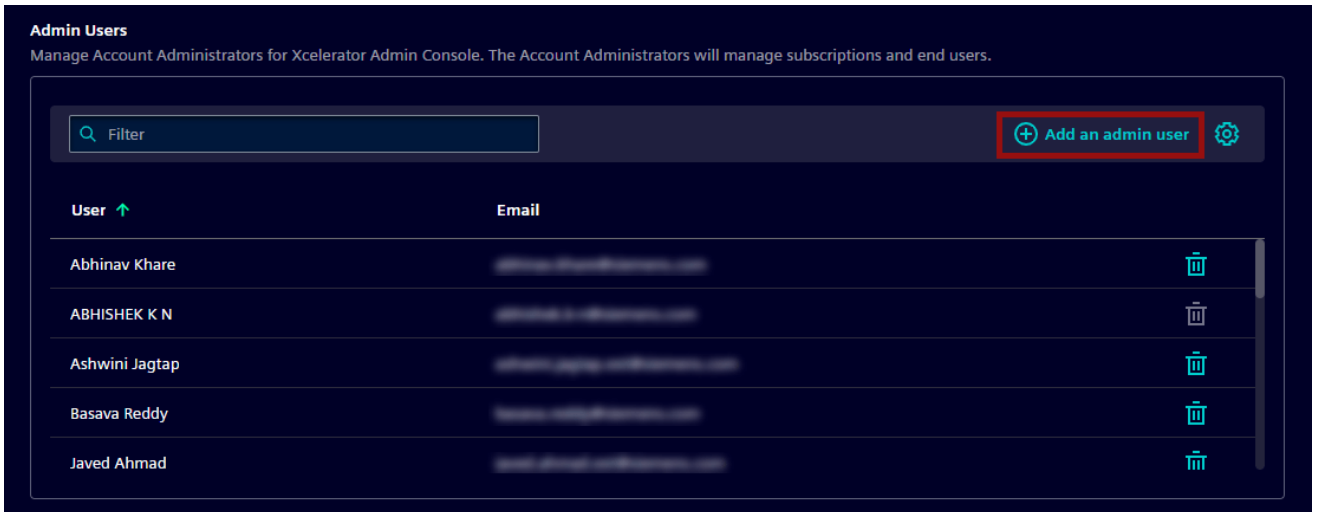 Admin Users
Manage Account Administrators for Xcelerator Admin Console. The Account Administrators will manage subscriptions and end users.
Filter
Add an admin user
User Email
Abhinav Khare
ABHISHEK K N
Ashwini Jagtap
Basava Reddy
Javed Ahmad